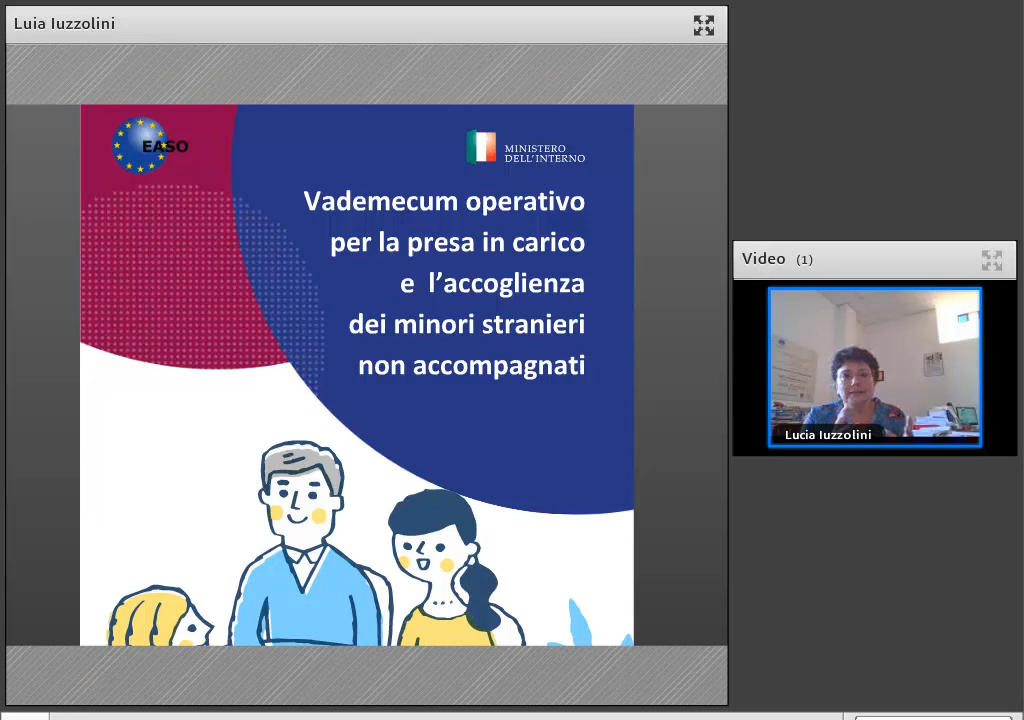 Luia Iuzzolini
EASO
MINISTERO
DELL'INTERNO
Vademecum operativo
per la presa in carico
e l’accoglienza
dei minori stranieri
non accompagnati
Video (1)
Lucia Iuzzolini